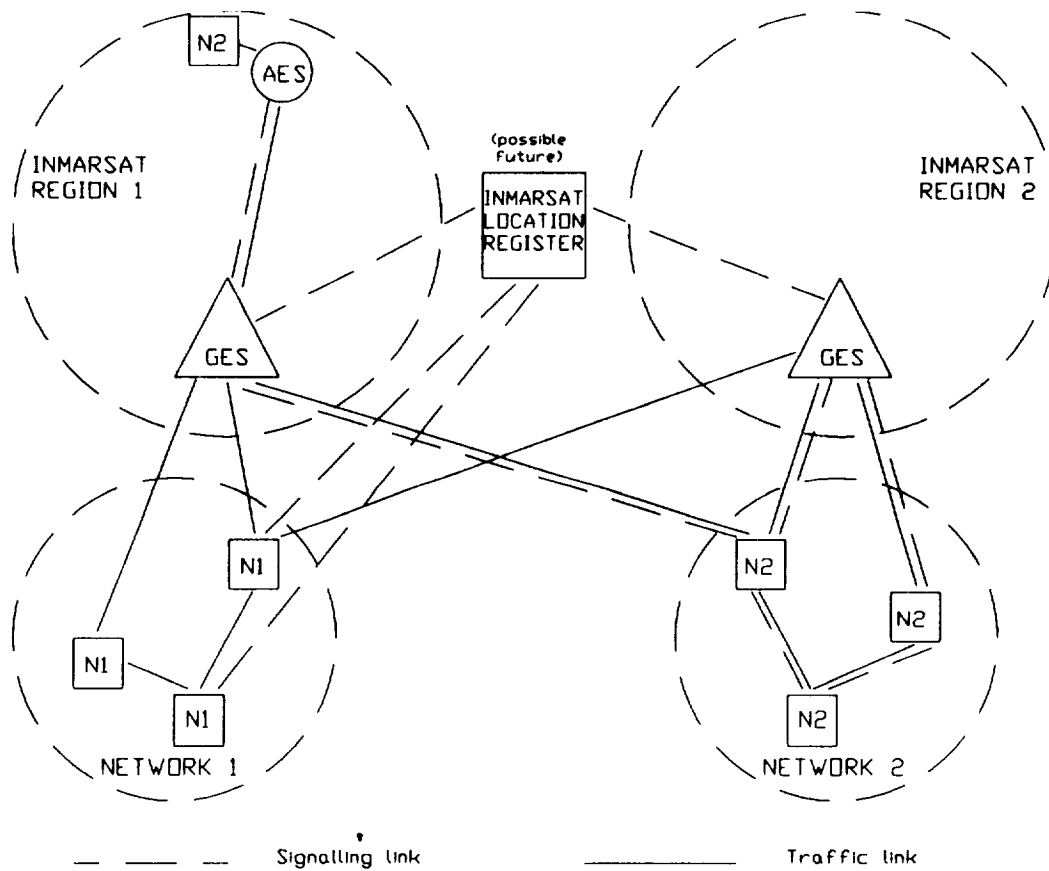 N2
AES
INMARSAT
REGION 1
(possible
future)
INMARSAT
LOCATION
REGISTER
INMARSAT
REGION 2
GES
GES
N1
N2
N1
N2
N1
N2
NETWORK 1
NETWORK 2
Signalling link
Traffic link